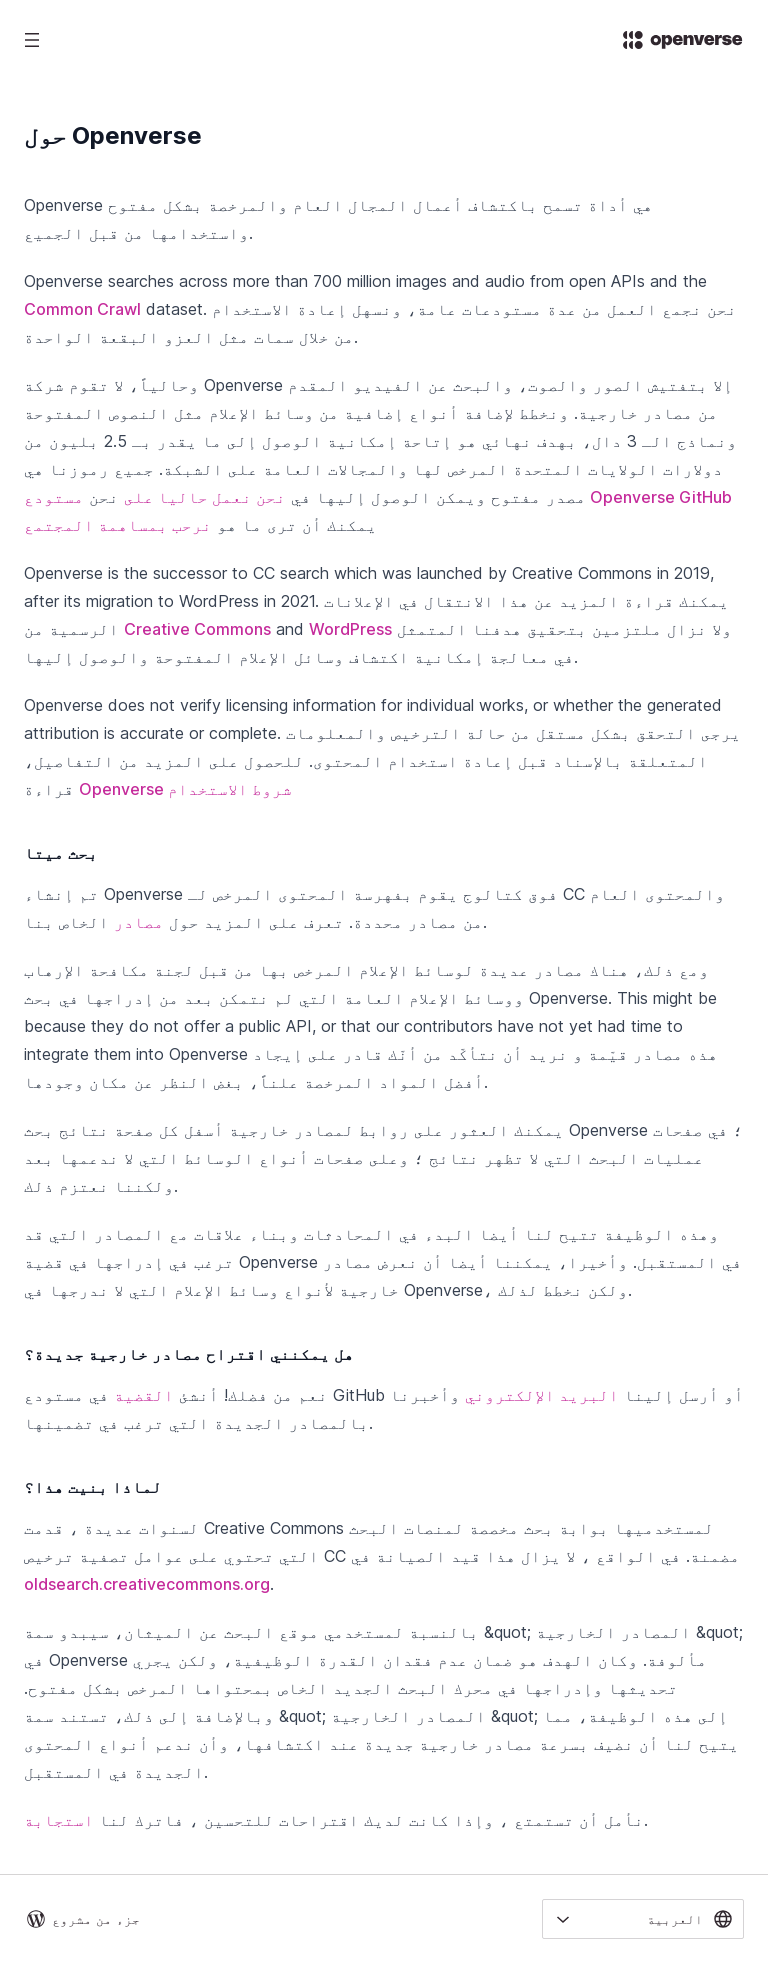 openverse
حول Openverse
Openverse هي أداة تسمح باكتشاف أعمال المجال العام والمرخصة بشكل مفتوح
واستخدامها من قبل الجميع.
Openverse searches across more than 700 million images and audio from open APIs and the
Common Crawl dataset. نحن نجمع العمل من عدة مستودعات عامة، ونسهل إعادة الاستخدام
من خلال سمات مثل العزو البقعة الواحدة.
وحالياً، لا تقوم شركة Openverse إلا بتفتيش الصور والصوت، والبحث عن الفيديو المقدم
من مصادر خارجية. ونخطط لإضافة أنواع إضافية من وسائط الإعلام مثل النصوص المفتوحة
ونماذج الـ 3 دال، بهدف نهائي هو إتاحة إمكانية الوصول إلى ما يقدر بـ 2.5 بليون من
دولارات الولايات المتحدة المرخص لها والمجالات العامة على الشبكة. جميع رموزنا هي
مصدر مفتوح ويمكن الوصول إليها في نحن نعمل حاليا على نحن مستودع Openverse GitHub
يمكنك أن ترى ما هو نرحب بمساهمة المجتمع
Openverse is the successor to CC search which was launched by Creative Commons in 2019,
after its migration to WordPress in 2021. يمكنك قراءة المزيد عن هذا الانتقال في الإعلانات
الرسمية من Creative Commons and WordPress ولا نزال ملتزمين بتحقيق هدفنا المتمثل
في معالجة إمكانية اكتشاف وسائل الإعلام المفتوحة والوصول إليها.
Openverse does not verify licensing information for individual works, or whether the generated
attribution is accurate or complete. يرجى التحقق بشكل مستقل من حالة الترخيص والمعلومات
المتعلقة بالإسناد قبل إعادة استخدام المحتوى. للحصول على المزيد من التفاصيل،
قراءة Openverse شروط الاستخدام
بحث ميتا
تم إنشاء Openverse فوق كتالوج يقوم بفهرسة المحتوى المرخص لـ CC والمحتوى العام
من مصادر محددة. تعرف على المزيد حول مصادر الخاص بنا.
ومع ذلك، هناك مصادر عديدة لوسائط الإعلام المرخص بها من قبل لجنة مكافحة الإرهاب
ووسائط الإعلام العامة التي لم نتمكن بعد من إدراجها في بحث Openverse. This might be
because they do not offer a public API, or that our contributors have not yet had time to
integrate them into Openverse هذه مصادر قيّمة و نريد أن نتأكّد من أنّك قادر على إيجاد
أفضل المواد المرخصة علناً، بغض النظر عن مكان وجودها.
يمكنك العثور على روابط لمصادر خارجية أسفل كل صفحة نتائج بحث Openverse ؛ في صفحات
عمليات البحث التي لا تظهر نتائج ؛ وعلى صفحات أنواع الوسائط التي لا ندعمها بعد
ولكننا نعتزم ذلك.
وهذه الوظيفة تتيح لنا أيضا البدء في المحادثات وبناء علاقات مع المصادر التي قد
ترغب في إدراجها في قضية Openverse في المستقبل. وأخيرا، يمكننا أيضا أن نعرض مصادر
خارجية لأنواع وسائط الإعلام التي لا ندرجها في Openverse، ولكن نخطط لذلك.
هل يمكنني اقتراح مصادر خارجية جديدة؟
نعم من فضلك! أنشئ القضية في مستودع GitHub أو أرسل إلينا البريد الإلكتروني وأخبرنا
بالمصادر الجديدة التي ترغب في تضمينها.
لماذا بنيت هذا؟
لسنوات عديدة ، قدمت Creative Commons لمستخدميها بوابة بحث مخصصة لمنصات البحث
التي تحتوي على عوامل تصفية ترخيص CC مضمنة. في الواقع ، لا يزال هذا قيد الصيانة في
oldsearch.creativecommons.org.
بالنسبة لمستخدمي موقع البحث عن الميثان، سيبدو سمة &quot; المصادر الخارجية &quot;
في Openverse مألوفة. وكان الهدف هو ضمان عدم فقدان القدرة الوظيفية، ولكن يجري
تحديثها وإدراجها في محرك البحث الجديد الخاص بمحتواها المرخص بشكل مفتوح.
وبالإضافة إلى ذلك، تستند سمة &quot; المصادر الخارجية &quot; إلى هذه الوظيفة، مما
يتيح لنا أن نضيف بسرعة مصادر خارجية جديدة عند اكتشافها، وأن ندعم أنواع المحتوى
الجديدة في المستقبل.
نأمل أن تستمتع ، وإذا كانت لديك اقتراحات للتحسين ، فاترك لنا استجابة.
جزء من مشروع
العربية